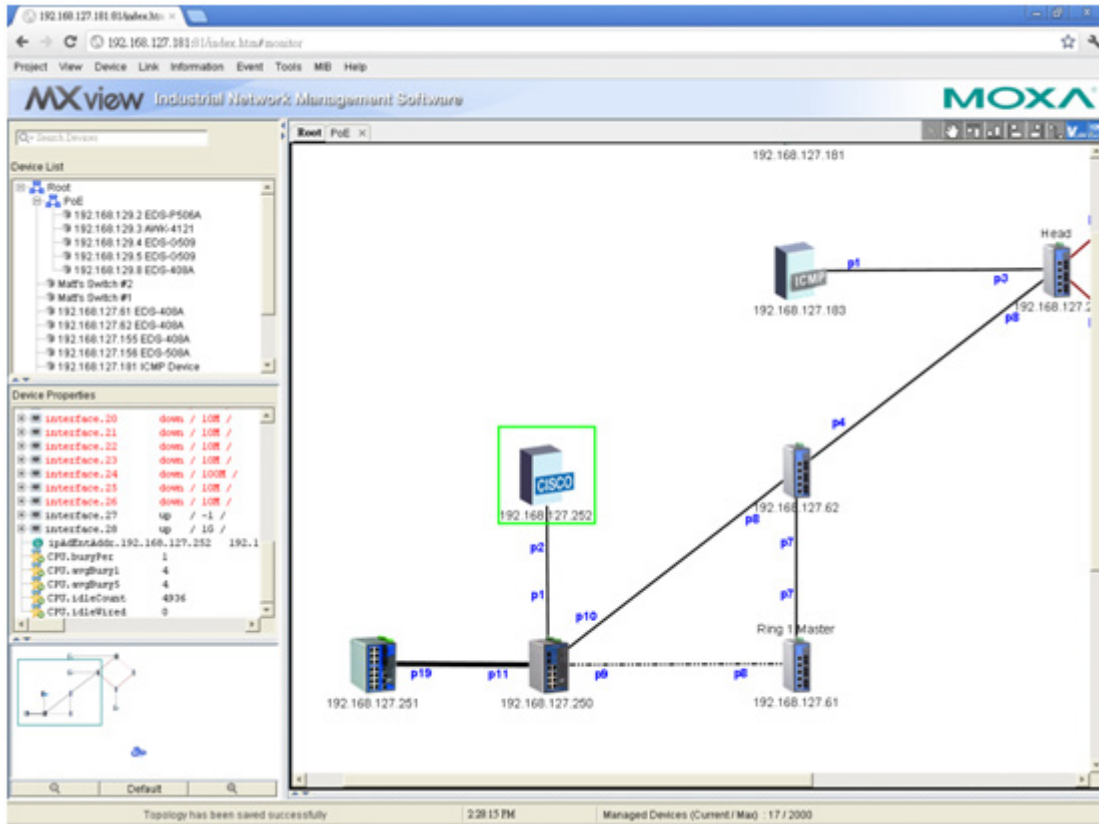 192.168.127.181:81/index.htm
192.168.127.181:81/index.htm#monitor
Project View Device Link Information Event Tools MIB Help
MXview Industrial Network Management Software
MOXA
Search Devices
Root PoE
Device List
Root
PoE
192.168.129.2 EDS-P506A
192.168.129.3 AWK-4121
192.168.129.4 EDS-G509
192.168.129.5 EDS-G509
192.168.129.8 EDS-408A
Matt's Switch #2
Matt's Switch #1
192.168.127.61 EDS-408A
192.168.127.62 EDS-408A
192.168.127.155 EDS-408A
192.168.127.156 EDS-508A
192.168.127.181 ICMP Device
Device Properties
interface.20 down / 10M /
interface.21 down / 10M /
interface.22 down / 10M /
interface.23 down / 10M /
interface.24 down / 100M /
interface.25 down / 10M /
interface.26 down / 10M /
interface.27 up / -1 /
interface.28 up / 1G /
ipAdEntAddr.192.168.127.252 192.1
CPU.busyPer 1
CPU.avgBusy1 4
CPU.avgBusy5 4
CPU.idleCount 4936
CPU.idleWired 0
Default
192.168.127.181
Head
ICMP
p1
p3
192.168.127.183
192.168.127.2
p8
p4
CISCO
192.168.127.252
192.168.127.62
p8
p2
p7
p1
p7
p10
Ring 1 Master
p19
p11
p9
p8
192.168.127.251
192.168.127.250
192.168.127.61
Topology has been saved successfully
2:28:15 PM
Managed Devices (Current / Max) : 17 / 2000